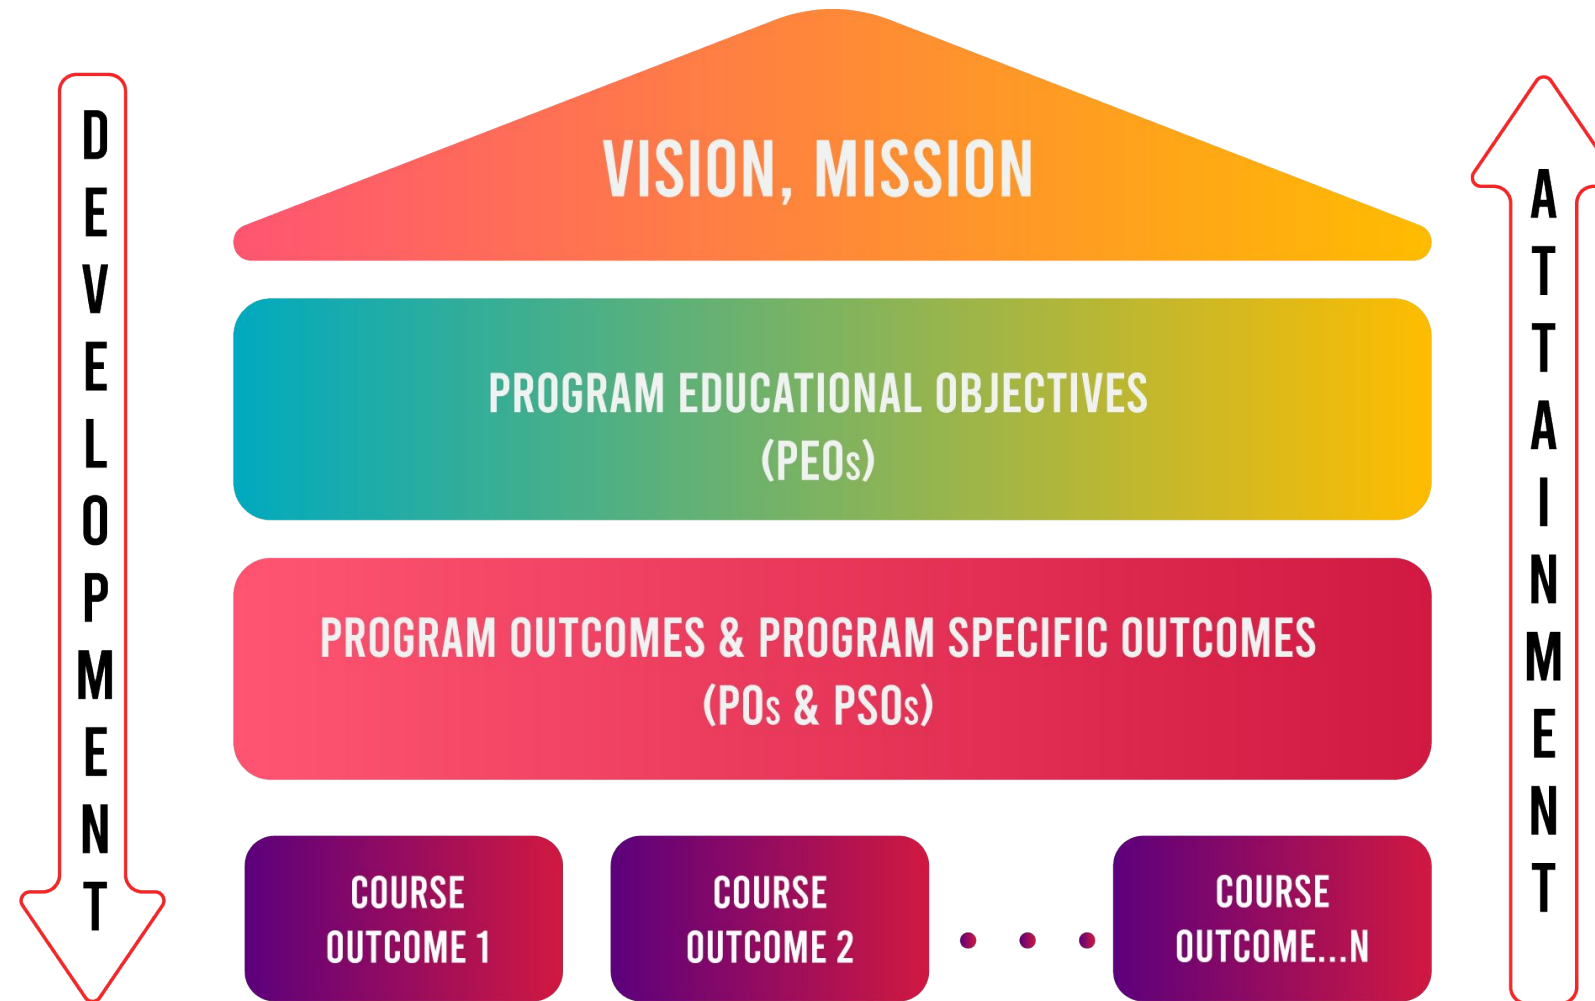 DEVELOPMENT
VISION, MISSION
PROGRAM EDUCATIONAL OBJECTIVES
(PEOs)
PROGRAM OUTCOMES & PROGRAM SPECIFIC OUTCOMES
(POs & PSOs)
COURSE
OUTCOME 1
COURSE
OUTCOME 2
COURSE
OUTCOME...N
ATTAINMENT